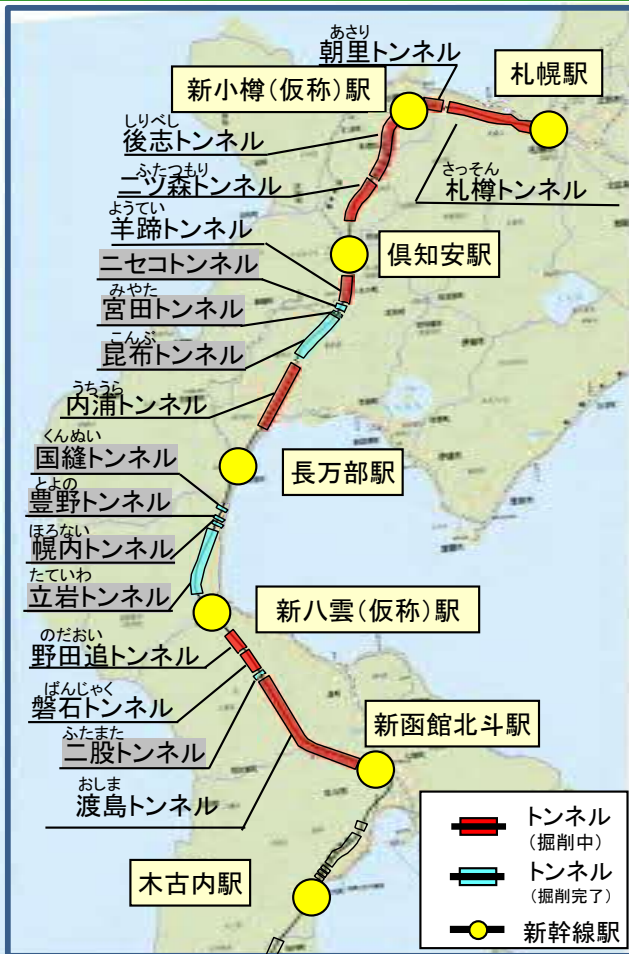 あさり
朝里トンネル
札幌駅
新小樽(仮称)駅
しりべし
後志トンネル
さっそん
札樽トンネル
ふたつもり
二ツ森トンネル
ようてい
羊蹄トンネル
倶知安駅
ニセコトンネル
みやた
宮田トンネル
こんぶ
昆布トンネル
うちうら
内浦トンネル
くんぬい
国縫トンネル
長万部駅
とよの
豊野トンネル
ほろない
幌内トンネル
たていわ
立岩トンネル
新八雲(仮称)駅
のだおい
野田追トンネル
ばんじゃく
磐石トンネル
ふたまた
二股トンネル
新函館北斗駅
おしま
渡島トンネル
木古内駅
トンネル
(掘削中)
トンネル
(掘削完了)
新幹線駅